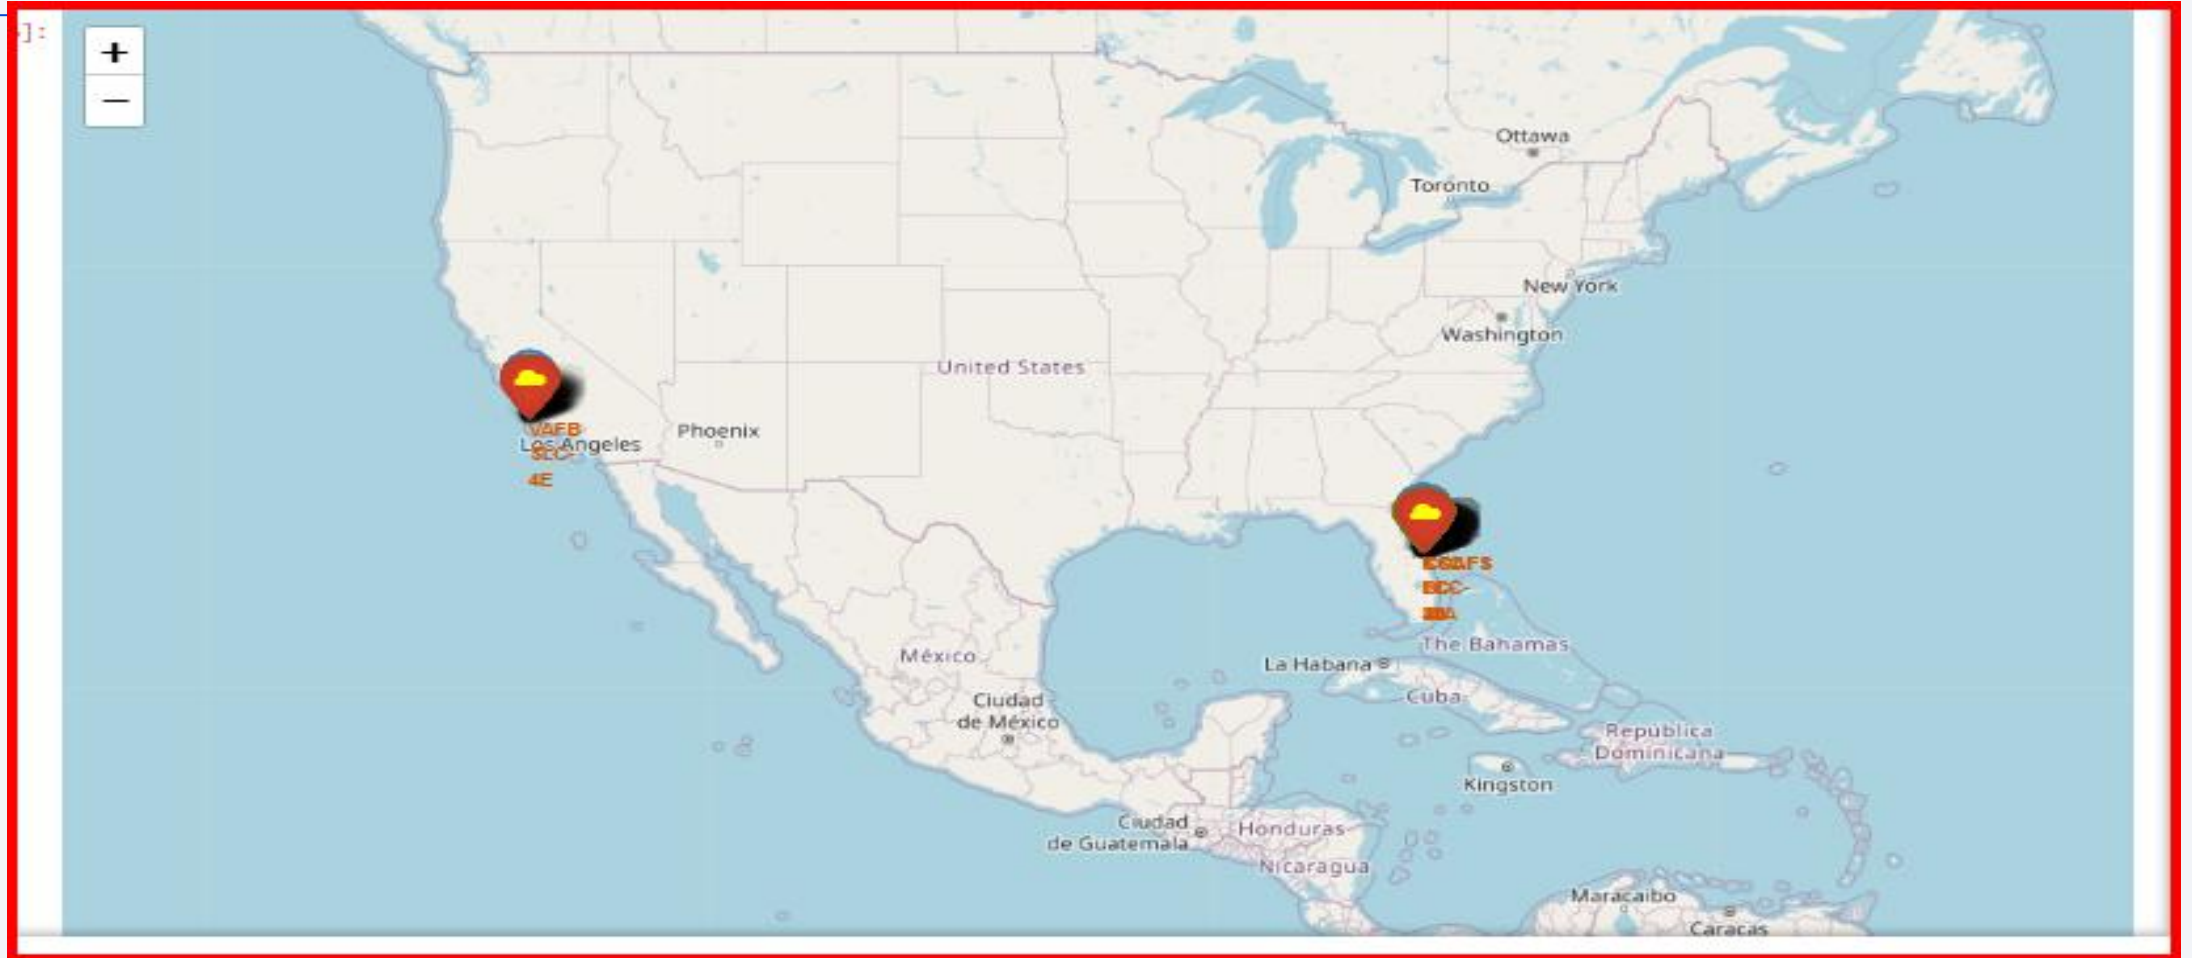 ]:
+
−
Ottawa
Toronto
New York
Washington
United States
Phoenix
VAFB
Los Angeles
SLC-
4E
The Bahamas
La Habana
México
Cuba
Ciudad
de México
República
Dominicana
Kingston
Ciudad
de Guatemala
Honduras
Nicaragua
Maracaibo
Caracas